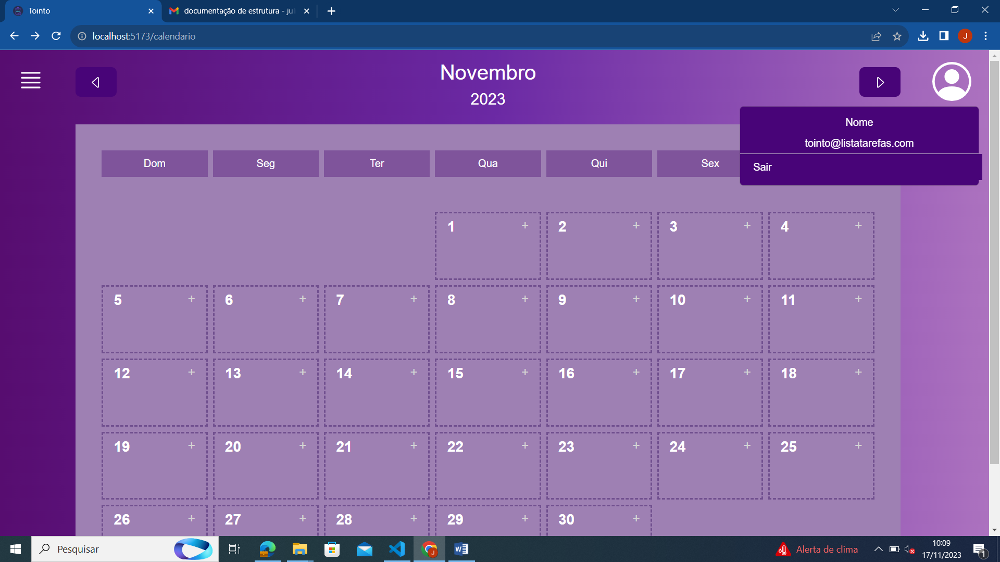 Tointo
documentação de estrutura - jul
localhost:5173/calendario
J
Novembro
2023
Nome
tointo@listatarefas.com
Sair
Dom Seg Ter Qua Qui Sex
1 + 2 + 3 + 4 +
5 + 6 + 7 + 8 + 9 + 10 + 11 +
12 + 13 + 14 + 15 + 16 + 17 + 18 +
19 + 20 + 21 + 22 + 23 + 24 + 25 +
26 + 27 + 28 + 29 + 30 +
Pesquisar
Alerta de clima
10:09
17/11/2023
1